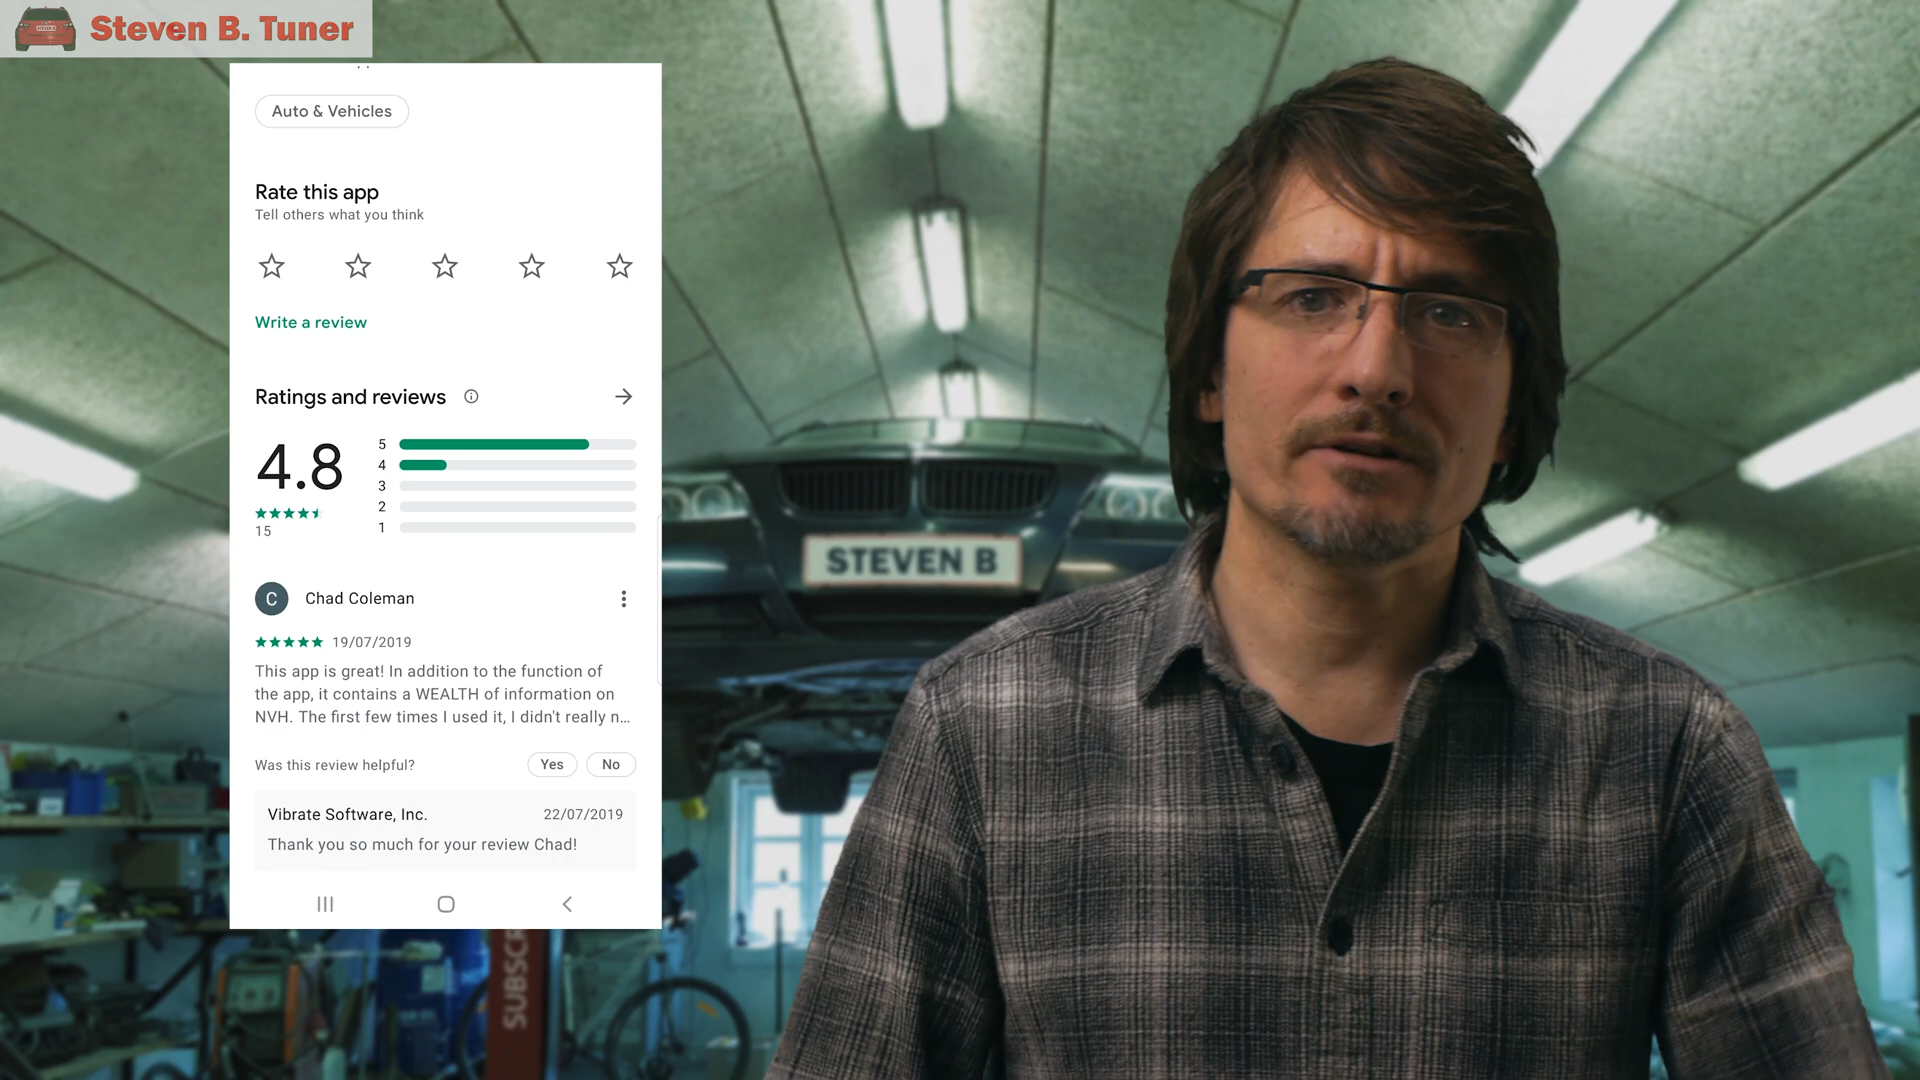 Steven B. Tuner
Auto & Vehicles
Rate this app
Tell others what you think
Write a review
Ratings and reviews
4.8
15
5
4
3
2
1
C
Chad Coleman
19/07/2019
This app is great! In addition to the function of
the app, it contains a WEALTH of information on
NVH. The first few times I used it, I didn't really n...
Was this review helpful?
Yes
No
Vibrate Software, Inc.
22/07/2019
Thank you so much for your review Chad!
STEVEN B
SUBSCR